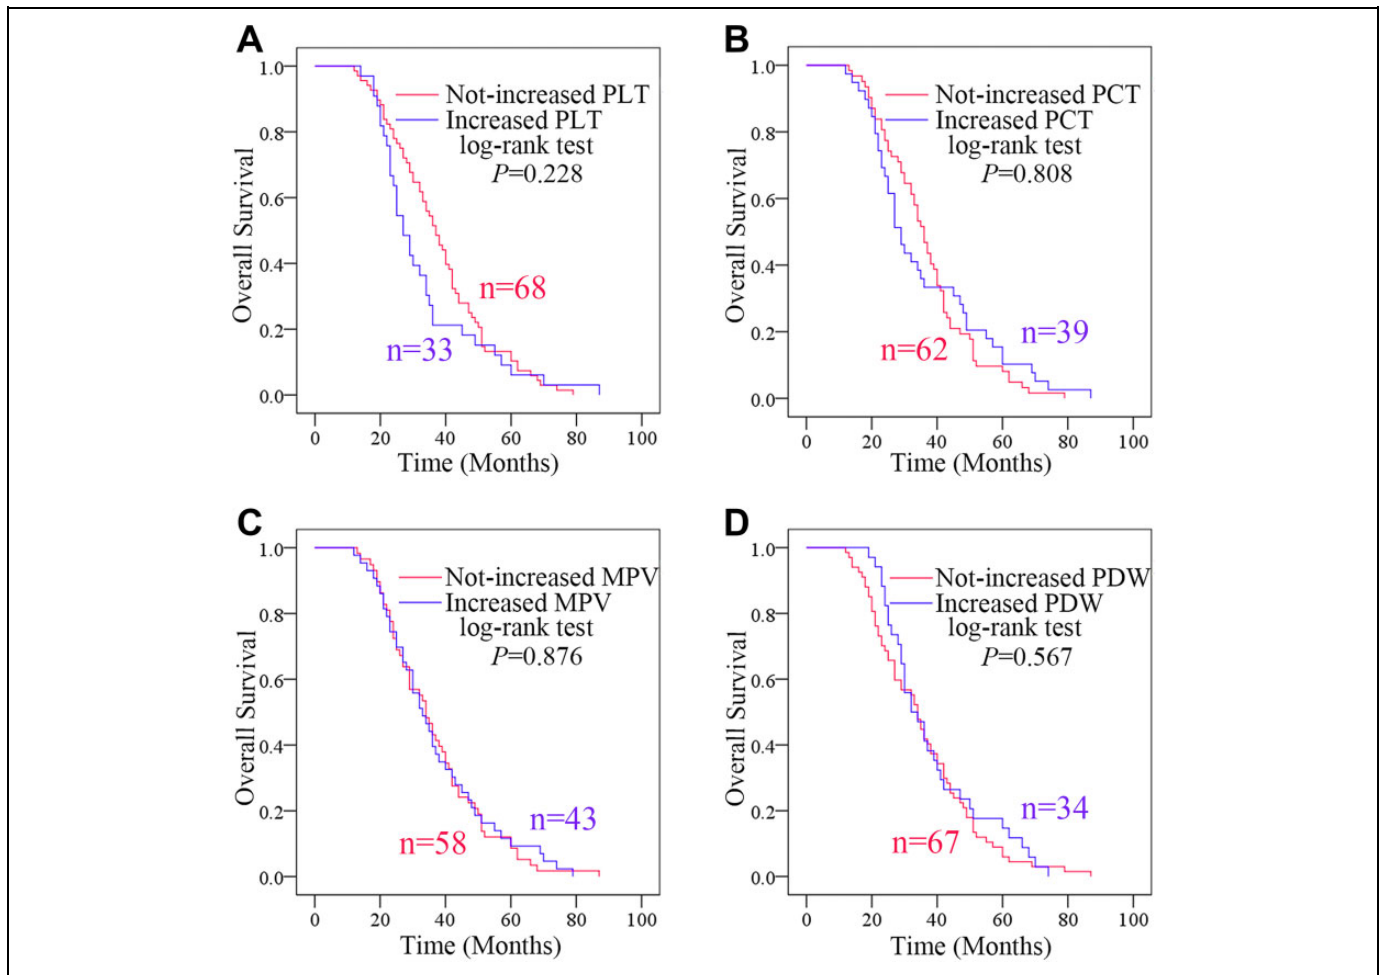 A
1.0
0.8
0.6
0.4
0.2
0.0
Overall Survival
Not-increased PLT
Increased PLT
log-rank test
P=0.228
n=68
n=33
0 20 40 60 80 100
Time (Months)
B
1.0
0.8
0.6
0.4
0.2
0.0
Overall Survival
Not-increased PCT
Increased PCT
log-rank test
P=0.808
n=39
n=62
0 20 40 60 80 100
Time (Months)
C
1.0
0.8
0.6
0.4
0.2
0.0
Overall Survival
Not-increased MPV
Increased MPV
log-rank test
P=0.876
n=43
n=58
0 20 40 60 80 100
Time (Months)
D
1.0
0.8
0.6
0.4
0.2
0.0
Overall Survival
Not-increased PDW
Increased PDW
log-rank test
P=0.567
n=34
n=67
0 20 40 60 80 100
Time (Months)